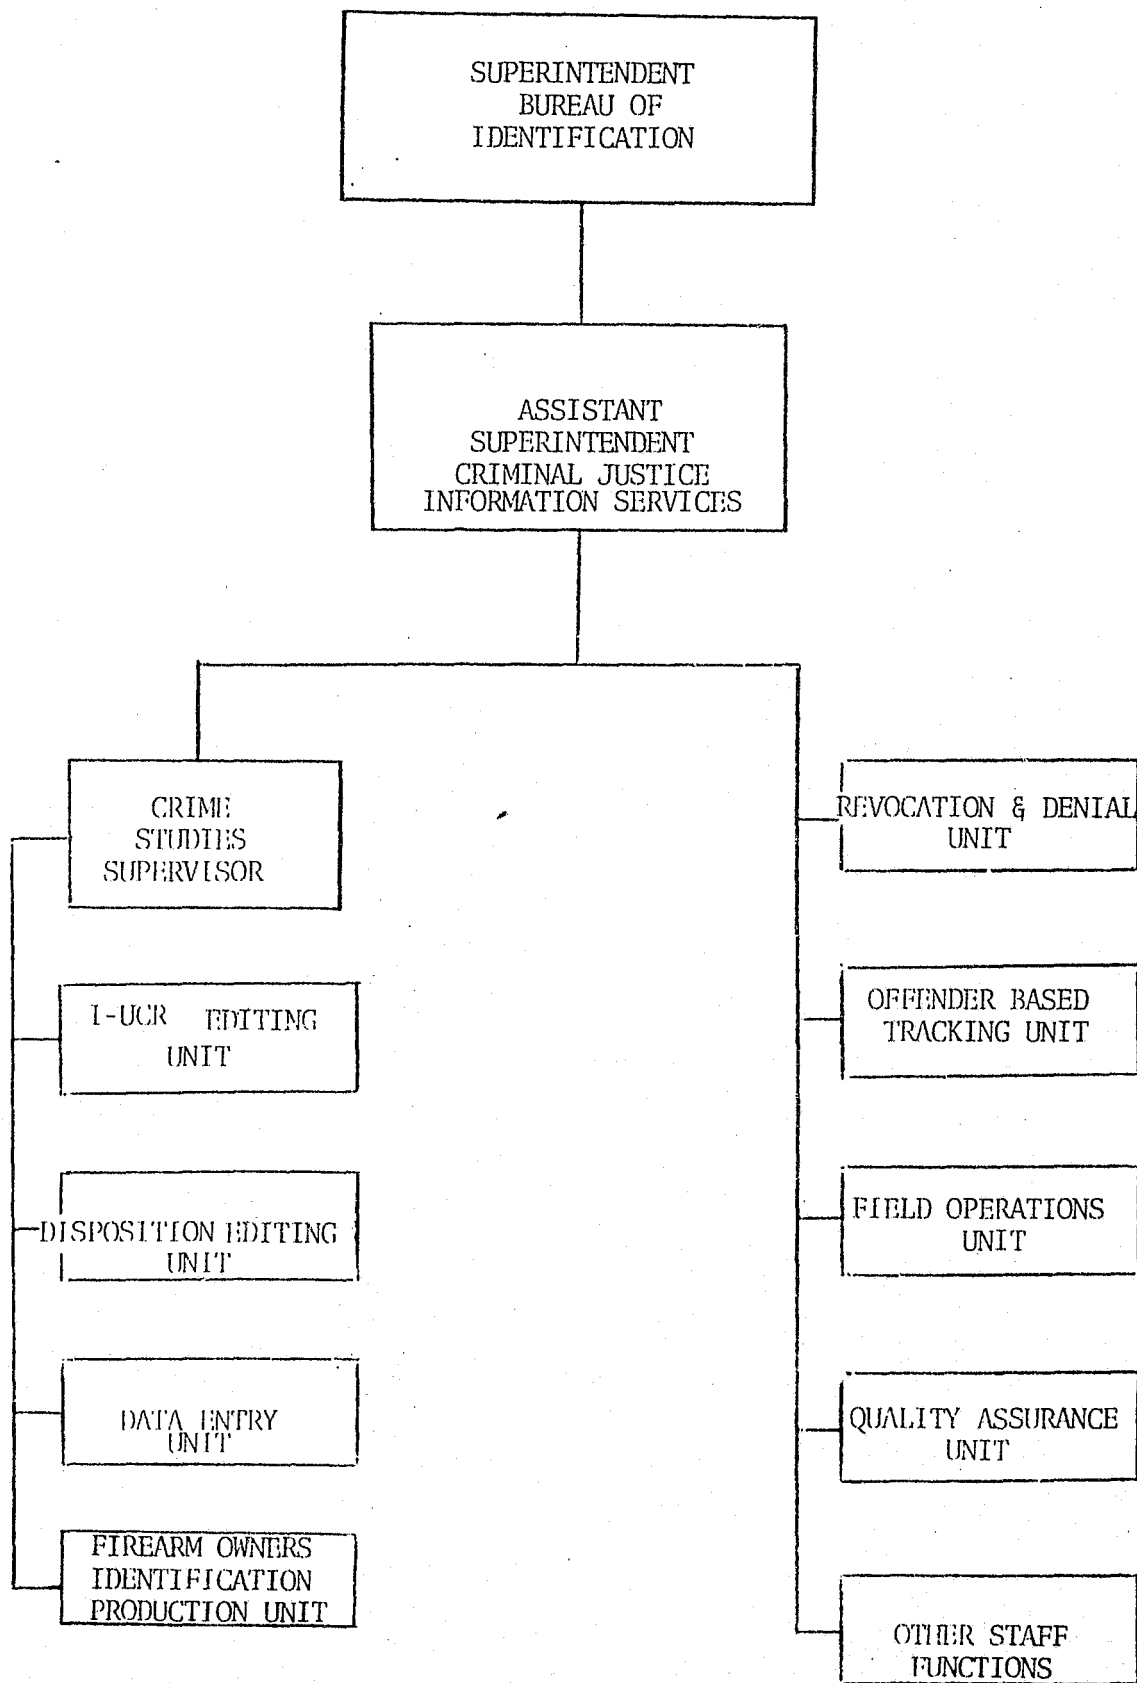 SUPERINTENDENT
BUREAU OF
IDENTIFICATION
ASSISTANT
SUPERINTENDENT
CRIMINAL JUSTICE
INFORMATION SERVICES
CRIME
STUDIES
SUPERVISOR
I-UCR EDITING
UNIT
DISPOSITION EDITING
UNIT
DATA ENTRY
UNIT
FIREARM OWNERS
IDENTIFICATION
PRODUCTION UNIT
REVOCATION & DENIAL
UNIT
OFFENDER BASED
TRACKING UNIT
FIELD OPERATIONS
UNIT
QUALITY ASSURANCE
UNIT
OTHER STAFF
FUNCTIONS